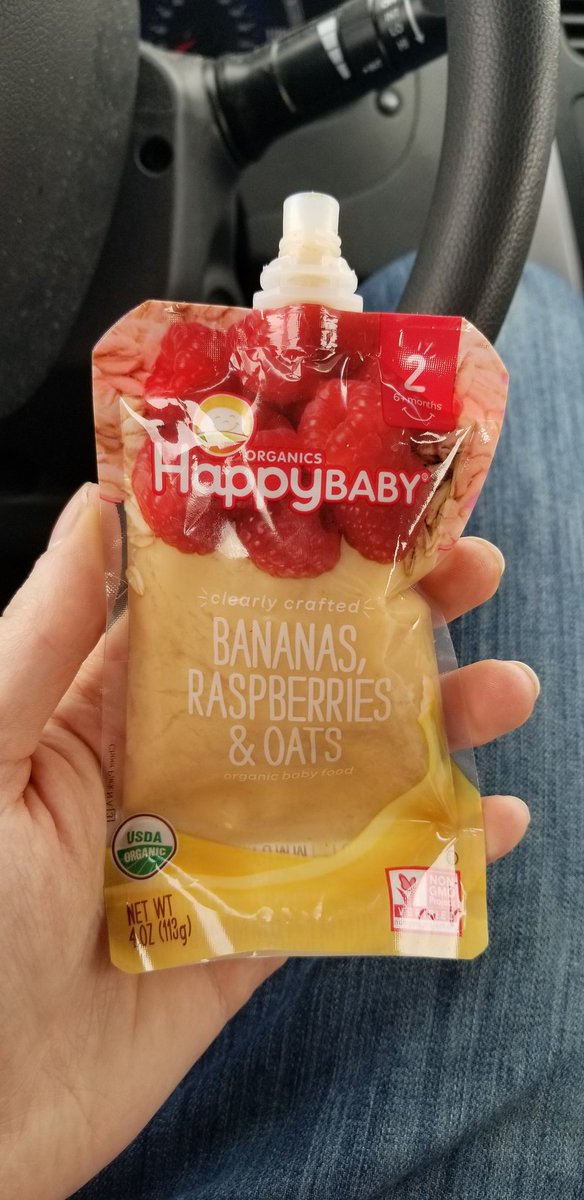 2
6+ months
ORGANICS
HappyBABY®
clearly crafted
BANANAS,
RASPBERRIES
& OATS
organic baby food
USDA
ORGANIC
NON
GMO
Project
NET WT
4 OZ (113g)